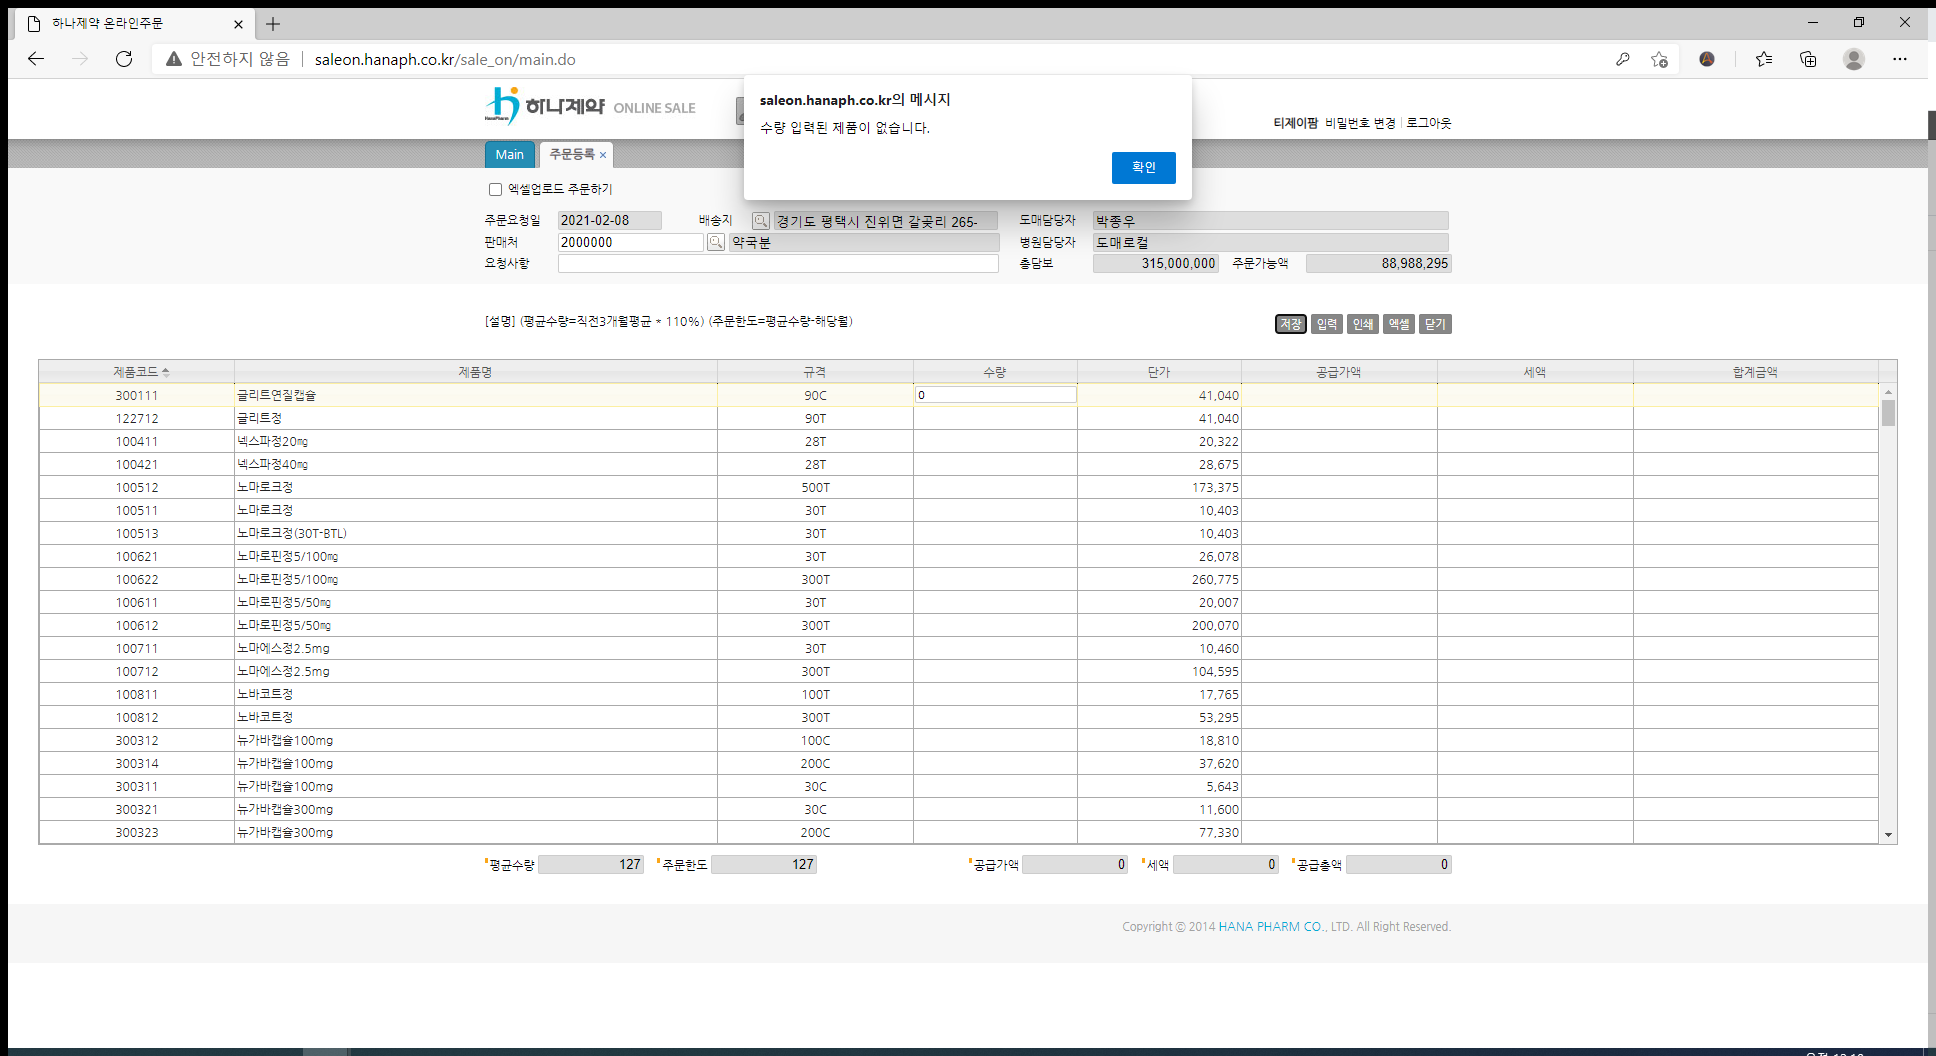 하나제약 온라인주문
안전하지 않음 saleon.hanaph.co.kr/sale_on/main.do
saleon.hanaph.co.kr의 메시지
수량 입력된 제품이 없습니다.
확인
HanaPharm 하나제약 ONLINE SALE
티제이팜 비밀번호 변경 로그아웃
Main 주문등록
엑셀업로드 주문하기
주문요청일 2021-02-08 배송지 경기도 평택시 진위면 갈곶리 265- 도매담당자 박종우
판매처 2000000 약국분 병원담당자 도매로컬
요청사항 총담보 315,000,000 주문가능액 88,988,295
[설명] (평균수량=직전3개월평균 * 110%) (주문한도=평균수량-해당월) 저장 입력 인쇄 엑셀 닫기
제품코드 제품명 규격 수량 단가 공급가액 세액 합계금액
300111 글리트연질캡슐 90C 0 41,040
122712 글리트정 90T 41,040
100411 넥스파정20㎎ 28T 20,322
100421 넥스파정40㎎ 28T 28,675
100512 노마로크정 500T 173,375
100511 노마로크정 30T 10,403
100513 노마로크정(30T-BTL) 30T 10,403
100621 노마로핀정5/100㎎ 30T 26,078
100622 노마로핀정5/100㎎ 300T 260,775
100611 노마로핀정5/50㎎ 30T 20,007
100612 노마로핀정5/50㎎ 300T 200,070
100711 노마에스정2.5mg 30T 10,460
100712 노마에스정2.5mg 300T 104,595
100811 노바코트정 100T 17,765
100812 노바코트정 300T 53,295
300312 뉴가바캡슐100mg 100C 18,810
300314 뉴가바캡슐100mg 200C 37,620
300311 뉴가바캡슐100mg 30C 5,643
300321 뉴가바캡슐300mg 30C 11,600
300323 뉴가바캡슐300mg 200C 77,330
평균수량 127 주문한도 127 공급가액 0 세액 0 공급총액 0
Copyright ⓒ 2014 HANA PHARM CO., LTD. All Right Reserved.